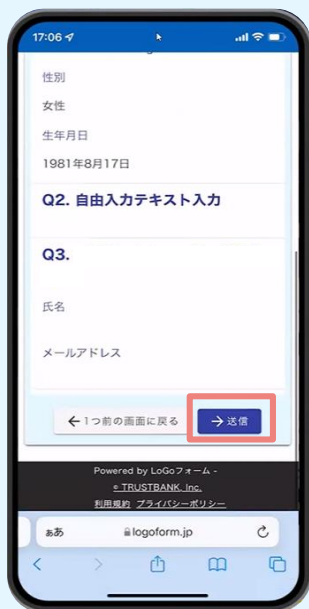 17:06
性別
女性
生年月日
1981年8月17日
Q2. 自由入力テキスト入力
Q3.
氏名
メールアドレス
←1つ前の画面に戻る →送信
Powered by LoGoフォーム -
© TRUSTBANK, Inc.
利用規約 プライバシーポリシー
ぁあ logoform.jp